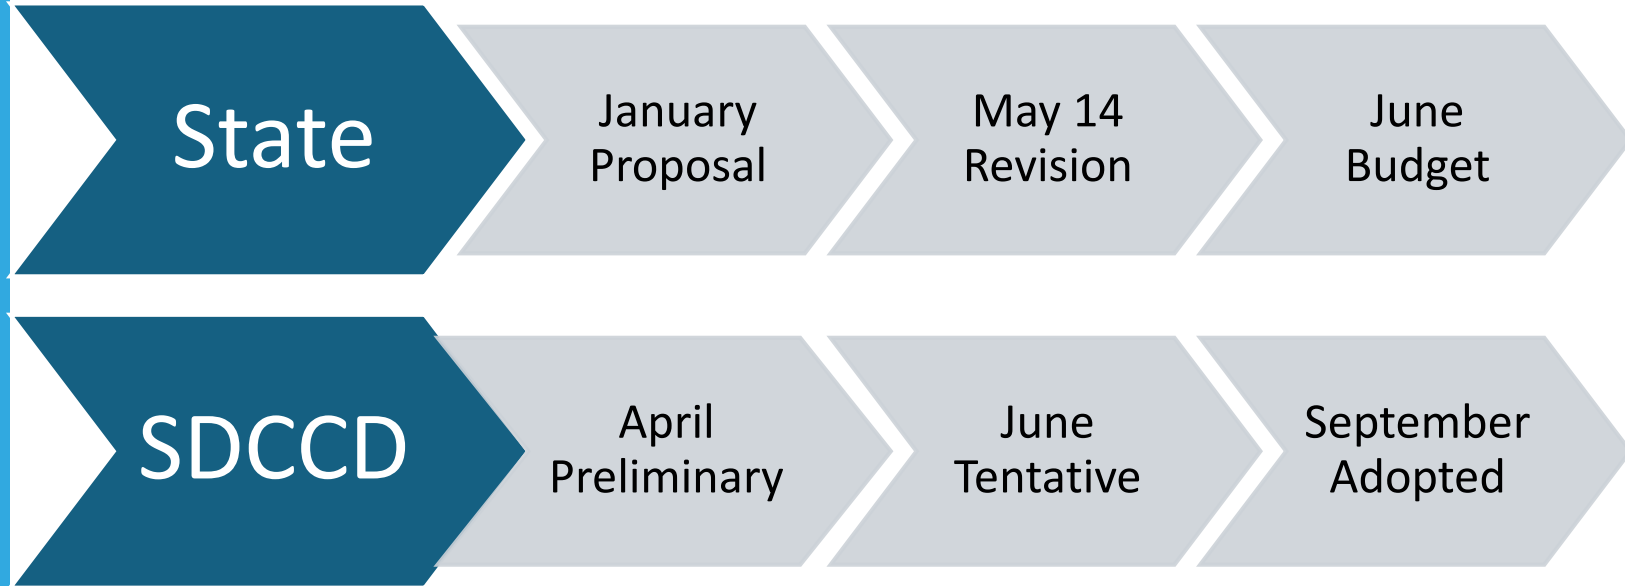 State
January
Proposal
May 14
Revision
June
Budget
SDCCD
April
Preliminary
June
Tentative
September
Adopted